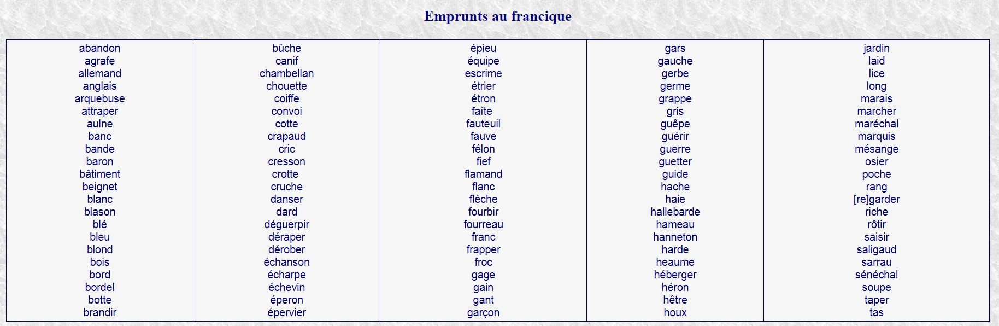 Emprunts au francique
abandon
agrafe
allemand
anglais
arquebuse
attraper
aulne
banc
bande
baron
bâtiment
beignet
blanc
blason
blé
bleu
blond
bois
bord
bordel
botte
brandir
bûche
canif
chambellan
chouette
coiffe
convoi
cotte
crapaud
cric
cresson
crotte
cruche
danser
dard
déguerpir
déraper
dérober
échanson
écharpe
échevin
éperon
épervier
épieu
équipe
escrime
étrier
étron
faîte
fauteuil
fauve
félon
fief
flamand
flanc
flèche
fourbir
fourreau
franc
frapper
froc
gage
gain
gant
garçon
gars
gauche
gerbe
germe
grappe
gris
guêpe
guérir
guerre
guetter
guide
hache
haie
hallebarde
hameau
hanneton
harde
heaume
héberger
héron
hêtre
houx
jardin
laid
lice
long
marais
marcher
maréchal
marquis
mésange
osier
poche
rang
[re]garder
riche
rôtir
saisir
saligaud
sarrau
sénéchal
soupe
taper
tas